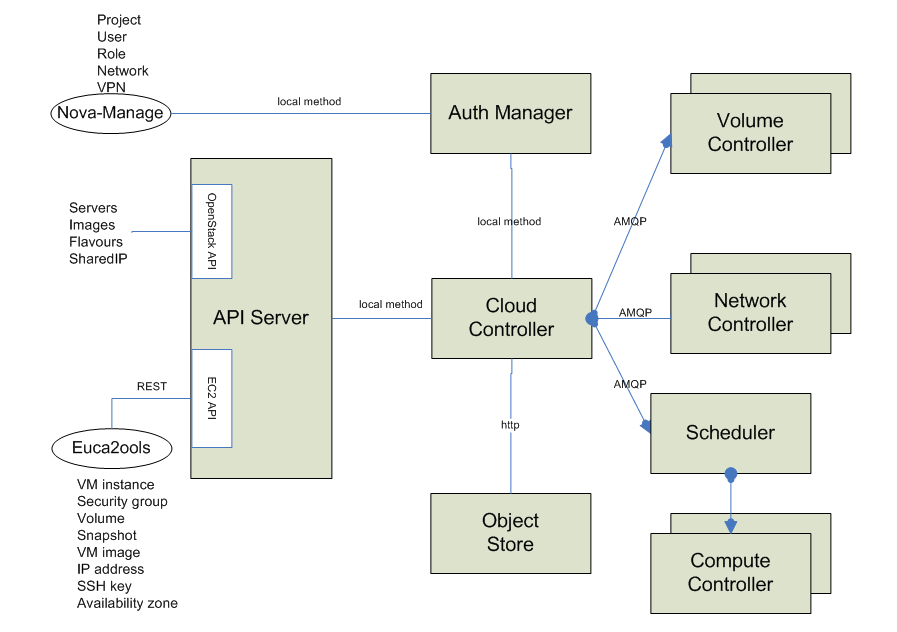 Project
User
Role
Network
VPN
Nova-Manage
local method
Auth Manager
Volume
Controller
Servers
Images
Flavours
SharedIP
OpenStack API
local method
AMQP
API Server
local method
Cloud
Controller
AMQP
Network
Controller
REST
EC2 API
AMQP
Euca2ools
http
Scheduler
VM instance
Security group
Volume
Snapshot
VM image
IP address
SSH key
Availability zone
Object
Store
Compute
Controller